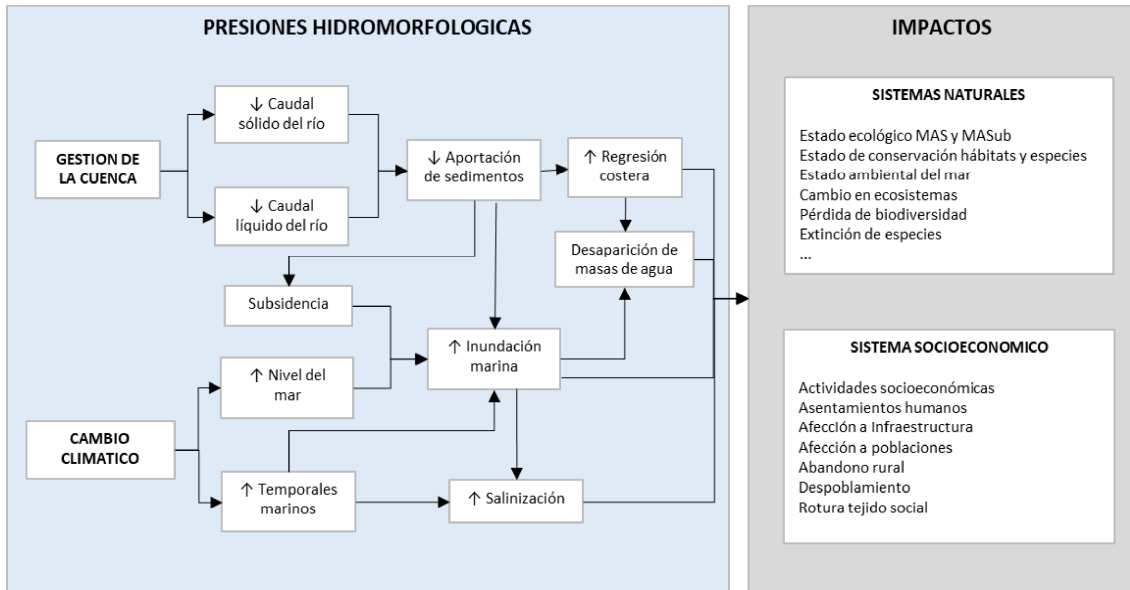 PRESIONES HIDROMORFOLOGICAS
GESTION DE
LA CUENCA
↓ Caudal
sólido del río
↓ Caudal
líquido del río
↓ Aportación
de sedimentos
↑ Regresión
costera
Desaparición de
masas de agua
Subsidencia
↑ Inundación
marina
↑ Nivel del
mar
CAMBIO
CLIMATICO
↑ Temporales
marinos
↑ Salinización
IMPACTOS
SISTEMAS NATURALES
Estado ecológico MAS y MASub
Estado de conservación hábitats y especies
Estado ambiental del mar
Cambio en ecosistemas
Pérdida de biodiversidad
Extinción de especies
...
SISTEMA SOCIOECONOMICO
Actividades socioeconómicas
Asentamientos humanos
Afección a Infraestructura
Afección a poblaciones
Abandono rural
Despoblamiento
Rotura tejido social